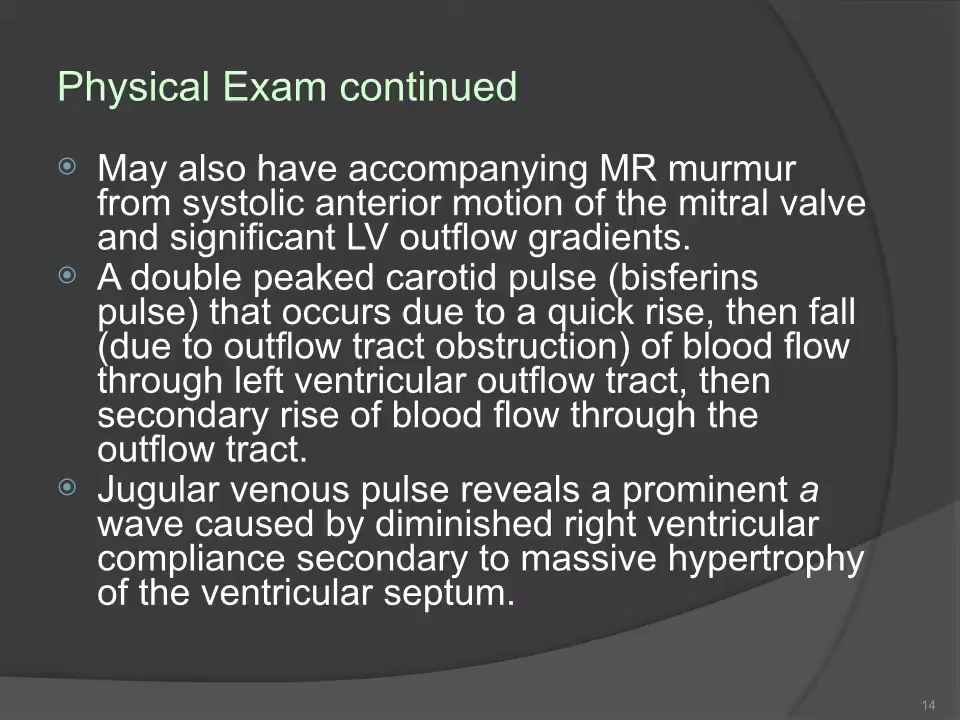 Physical Exam continued
May also have accompanying MR murmur
from systolic anterior motion of the mitral valve
and significant LV outflow gradients.
A double peaked carotid pulse (bisferins
pulse) that occurs due to a quick rise, then fall
(due to outflow tract obstruction) of blood flow
through left ventricular outflow tract, then
secondary rise of blood flow through the
outflow tract.
Jugular venous pulse reveals a prominent a
wave caused by diminished right ventricular
compliance secondary to massive hypertrophy
of the ventricular septum.
14